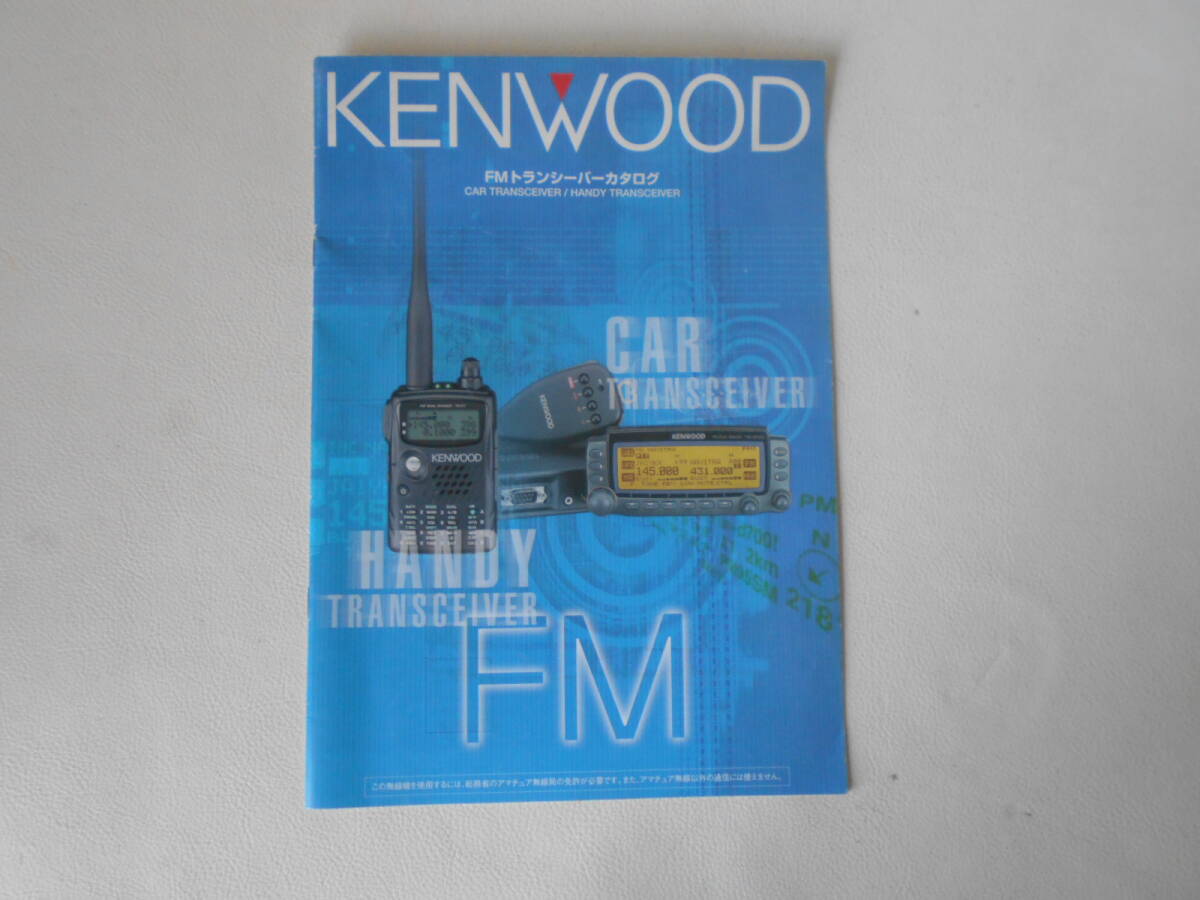 KENWOOD
FMトランシーバーカタログ
CAR TRANSCEIVER / HANDY TRANSCEIVER
CAR
TRANSCEIVER
KENWOOD
KENWOOD
KENWOOD
145.000 431.000
145
PM
N
2km
218
HANDY
TRANSCEIVER
FM
この無線機を使用するには、総務省のアマチュア無線局の免許が必要です。また、アマチュア無線以外の通信には使えません。